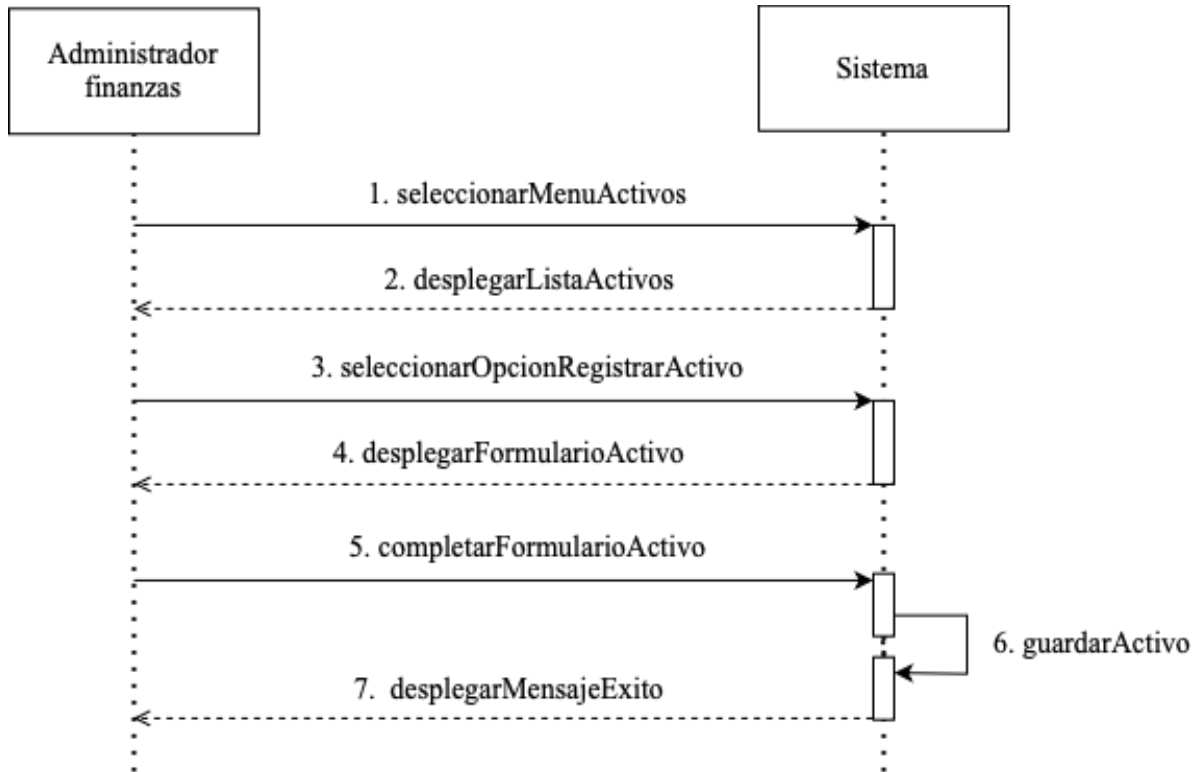 Administrador
finanzas
Sistema
1. seleccionarMenuActivos
2. desplegarListaActivos
3. seleccionarOpcionRegistrarActivo
4. desplegarFormularioActivo
5. completarFormularioActivo
6. guardarActivo
7. desplegarMensajeExito